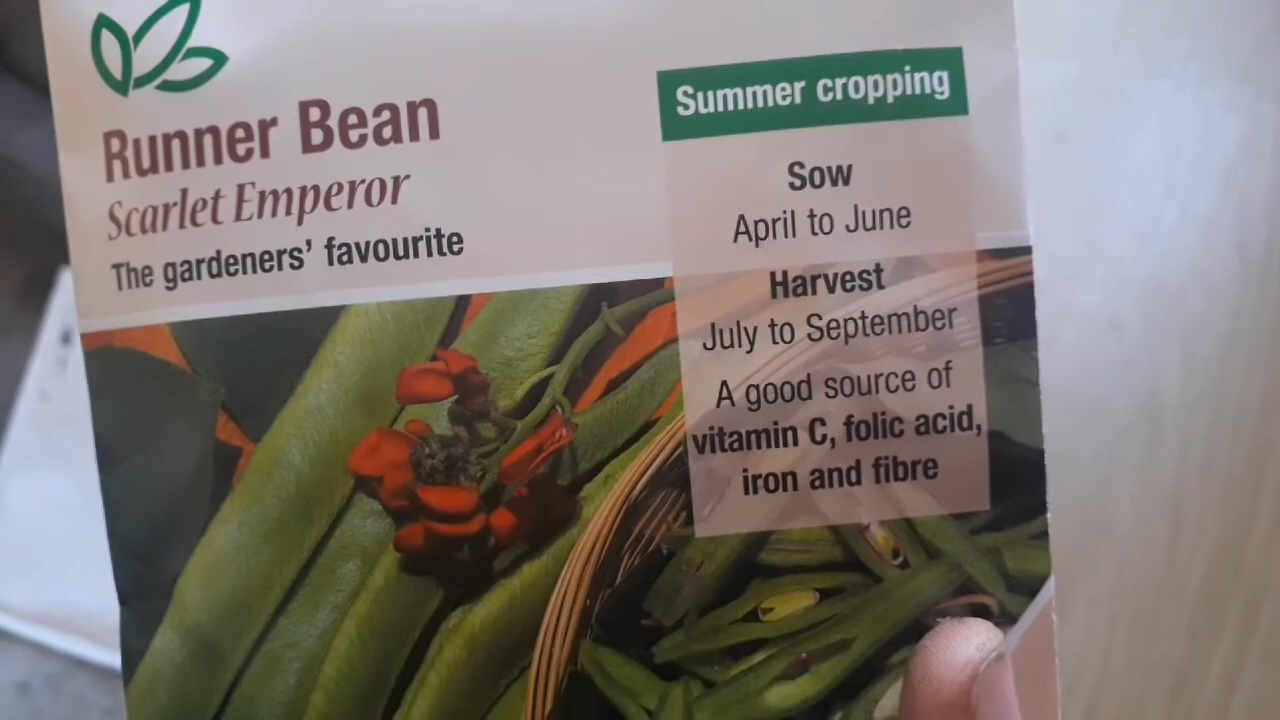 Runner Bean
Scarlet Emperor
The gardeners' favourite
Summer cropping
Sow
April to June
Harvest
July to September
A good source of
vitamin C, folic acid,
iron and fibre